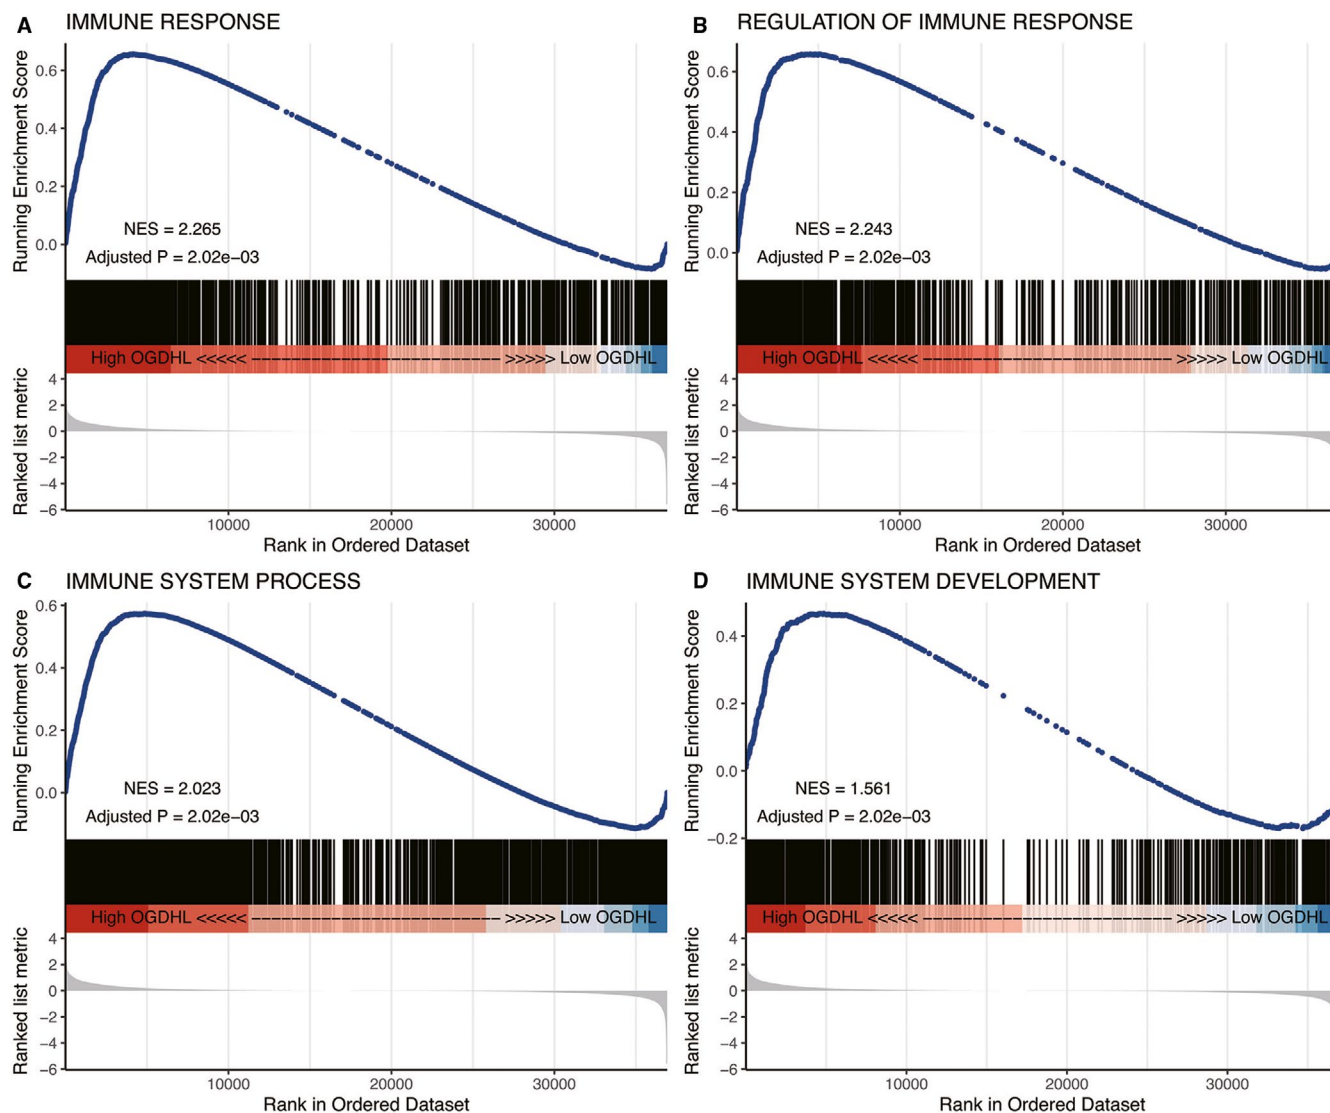 A IMMUNE RESPONSE
Running Enrichment Score
0.6
0.4
0.2
0.0
NES = 2.265
Adjusted P = 2.02e−03
High OGDHL <<<<< −−−−−−−−−−−−−−−−−−−−−−−−−−−−− >>>>> Low OGDHL
Ranked list metric
4
2
0
−2
−4
−6
10000 20000 30000
Rank in Ordered Dataset
B REGULATION OF IMMUNE RESPONSE
Running Enrichment Score
0.6
0.4
0.2
0.0
NES = 2.243
Adjusted P = 2.02e−03
High OGDHL <<<<< −−−−−−−−−−−−−−−−−−−−−−−−−−−−− >>>>> Low OGDHL
Ranked list metric
4
2
0
−2
−4
−6
10000 20000 30000
Rank in Ordered Dataset
C IMMUNE SYSTEM PROCESS
Running Enrichment Score
0.6
0.4
0.2
0.0
NES = 2.023
Adjusted P = 2.02e−03
High OGDHL <<<<< −−−−−−−−−−−−−−−−−−−−−−−−−−−−− >>>>> Low OGDHL
Ranked list metric
4
2
0
−2
−4
−6
10000 20000 30000
Rank in Ordered Dataset
D IMMUNE SYSTEM DEVELOPMENT
Running Enrichment Score
0.4
0.2
0.0
−0.2
NES = 1.561
Adjusted P = 2.02e−03
High OGDHL <<<<< −−−−−−−−−−−−−−−−−−−−−−−−−−−−− >>>>> Low OGDHL
Ranked list metric
4
2
0
−2
−4
−6
10000 20000 30000
Rank in Ordered Dataset